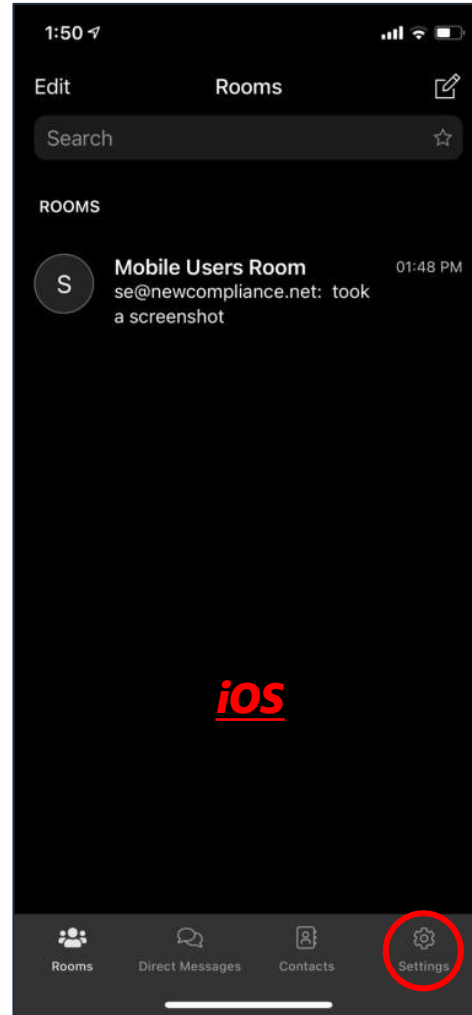 1:50
Edit Rooms
Search
ROOMS
S
Mobile Users Room 01:48 PM
se@newcompliance.net: took
a screenshot
iOS
Rooms Direct Messages Contacts Settings